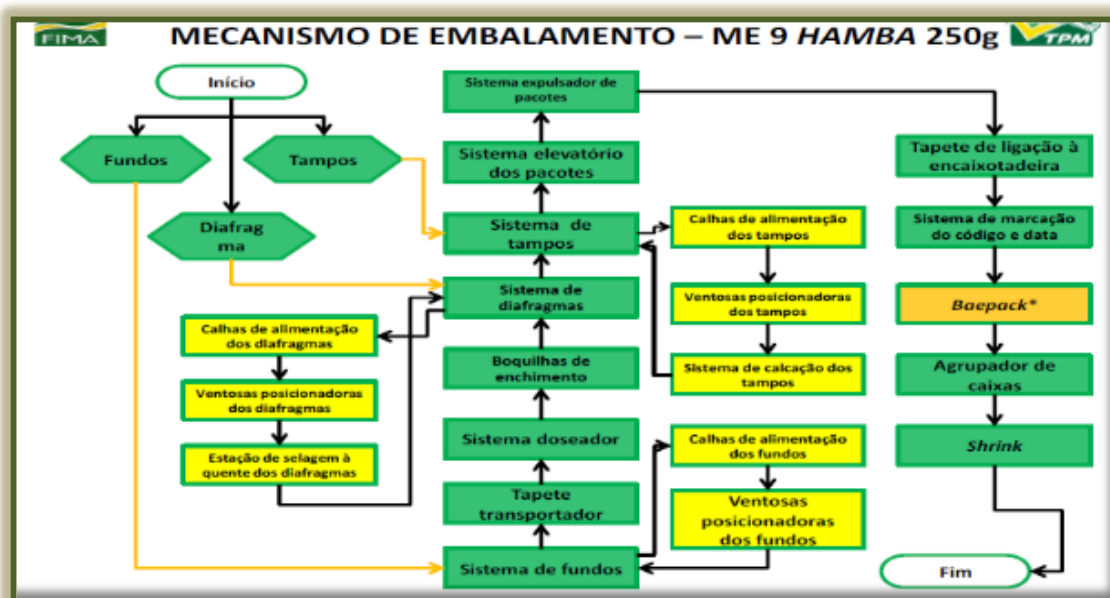 FIMA
MECANISMO DE EMBALAMENTO – ME 9 HAMBA 250g
TPM
Início
Fundos
Tampos
Diafrag
ma
Calhas de alimentação
dos diafragmas
Ventosas posicionadoras
dos diafragmas
Estação de selagem à
quente dos diafragmas
Sistema expulsador de
pacotes
Sistema elevatório
dos pacotes
Sistema de
tampos
Sistema de
diafragmas
Boquilhas de
enchimento
Sistema doseador
Tapete
transportador
Sistema de fundos
Calhas de alimentação
dos tampos
Ventosas posicionadoras
dos tampos
Sistema de calcação dos
tampos
Calhas de alimentação
dos fundos
Ventosas
posicionadoras
dos fundos
Tapete de ligação à
encaixotadeira
Sistema de marcação
do código e data
Baepack*
Agrupador de
caixas
Shrink
Fim